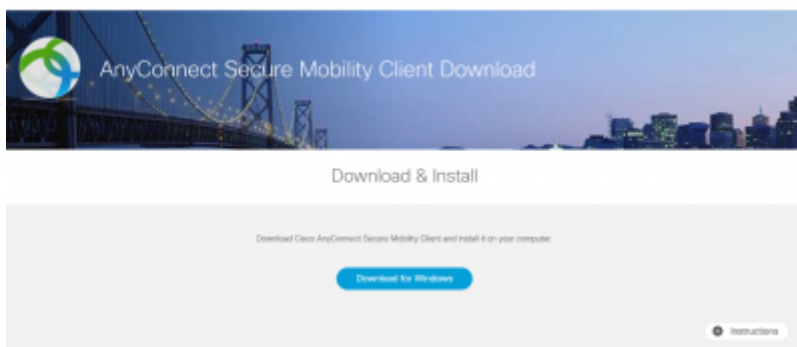 AnyConnect Secure Mobility Client Download
Download & Install
Download Cisco AnyConnect Secure Mobility Client and install it on your computer.
Download for Windows
Instructions